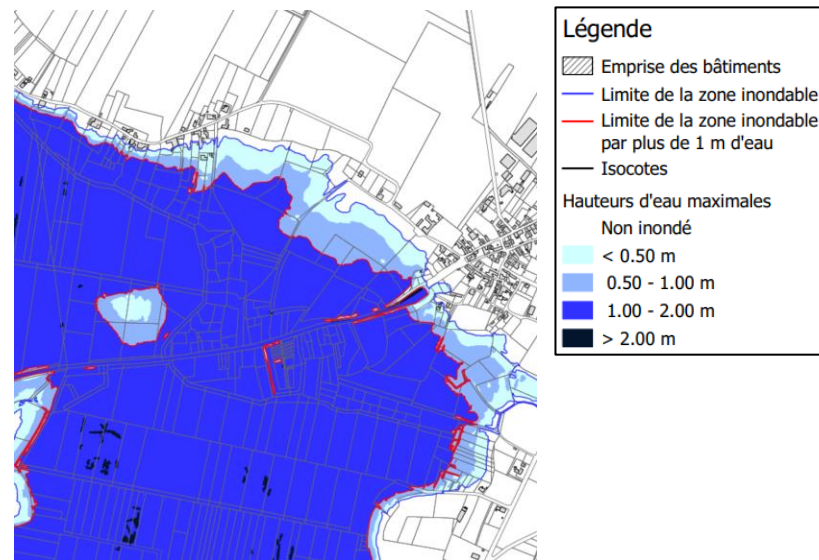 Légende
Emprise des bâtiments
Limite de la zone inondable
Limite de la zone inondable
par plus de 1 m d'eau
Isocotes
Hauteurs d'eau maximales
Non inondé
< 0.50 m
0.50 - 1.00 m
1.00 - 2.00 m
> 2.00 m